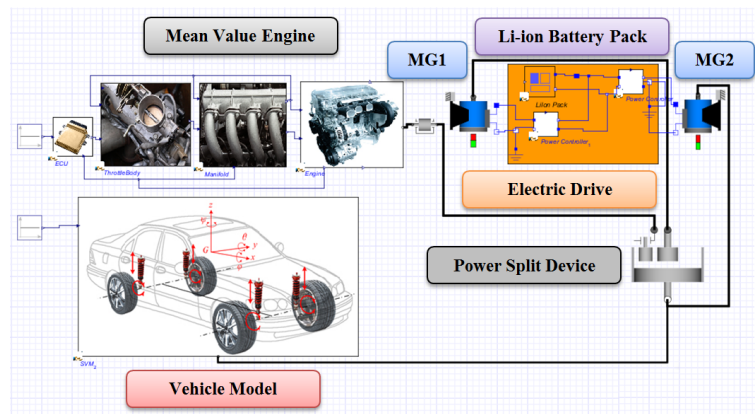 Mean Value Engine
Li-ion Battery Pack
MG1
MG2
LiIon Pack
Power Controller
Power Controller
ECU
ThrottleBody
Manifold
Engine
Electric Drive
z
ψ
θ
G
y
x
φ
Power Split Device
SVM
Vehicle Model